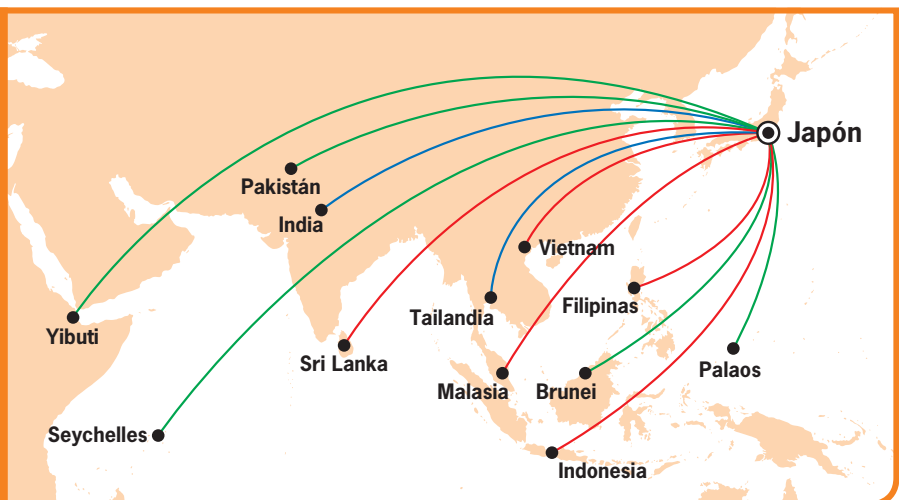 Japón
Pakistán
India
Vietnam
Filipinas
Tailandia
Yibuti
Sri Lanka
Palaos
Malasia
Brunei
Seychelles
Indonesia